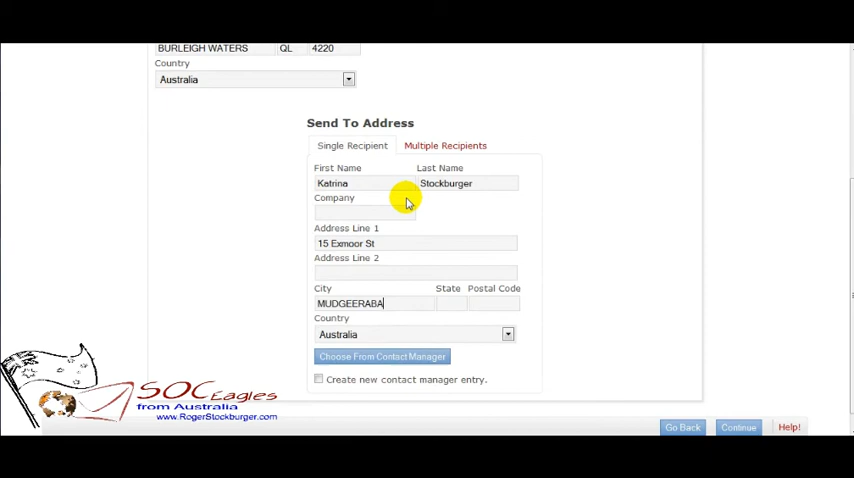 BURLEIGH WATERS QL 4220
Country
Australia
Send To Address
Single Recipient Multiple Recipients
First Name Last Name
Katrina Stockburger
Company
Address Line 1
15 Exmoor St
Address Line 2
City State Postal Code
MUDGEERABA
Country
Australia
Choose From Contact Manager
Create new contact manager entry.
SOC Eagles
from Australia
www.RogerStockburger.com
Go Back Continue Help!